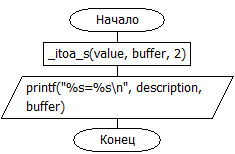 Начало
_itoa_s(value, buffer, 2)
printf("%s=%s\n", description,
buffer)
Конец